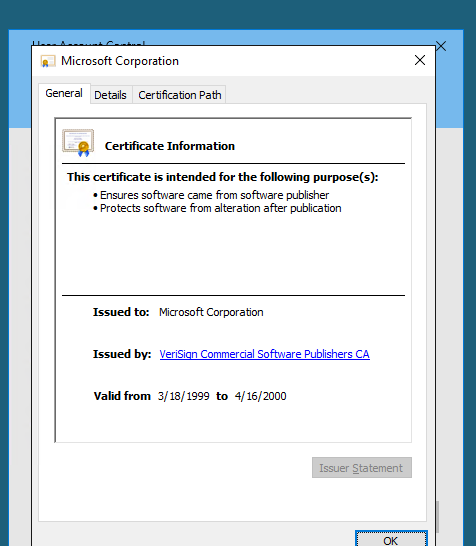 User Account Control
Microsoft Corporation
General Details Certification Path
Certificate Information
This certificate is intended for the following purpose(s):
• Ensures software came from software publisher
• Protects software from alteration after publication
Issued to: Microsoft Corporation
Issued by: VeriSign Commercial Software Publishers CA
Valid from 3/18/1999 to 4/16/2000
Issuer Statement
OK